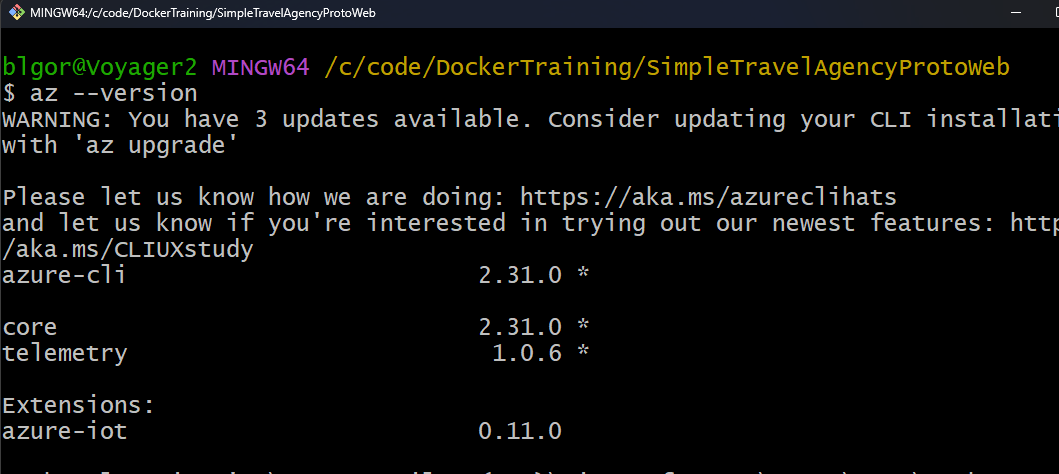 MINGW64:/c/code/DockerTraining/SimpleTravelAgencyProtoWeb
blgor@Voyager2 MINGW64 /c/code/DockerTraining/SimpleTravelAgencyProtoWeb
$ az --version
WARNING: You have 3 updates available. Consider updating your CLI installati
with 'az upgrade'
Please let us know how we are doing: https://aka.ms/azureclihats
and let us know if you're interested in trying out our newest features: http
/aka.ms/CLIUXstudy
azure-cli 2.31.0 *
core 2.31.0 *
telemetry 1.0.6 *
Extensions:
azure-iot 0.11.0